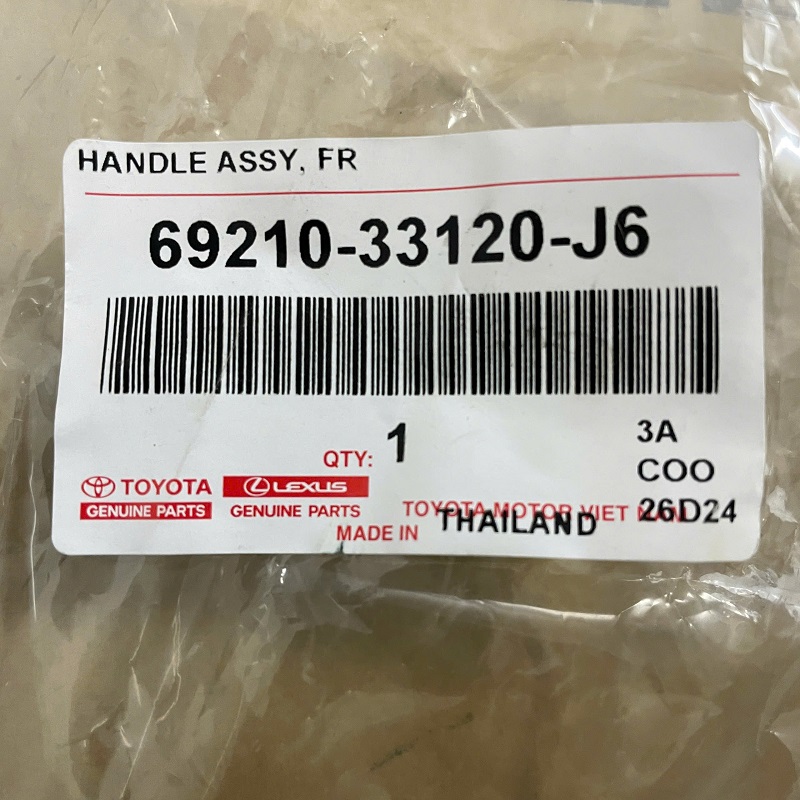 HANDLE ASSY, FR
69210-33120-J6
QTY: 1
3A
COO
26D24
TOYOTA
GENUINE PARTS
LEXUS
GENUINE PARTS
TOYOTA MOTOR VIET NAM
MADE IN THAILAND